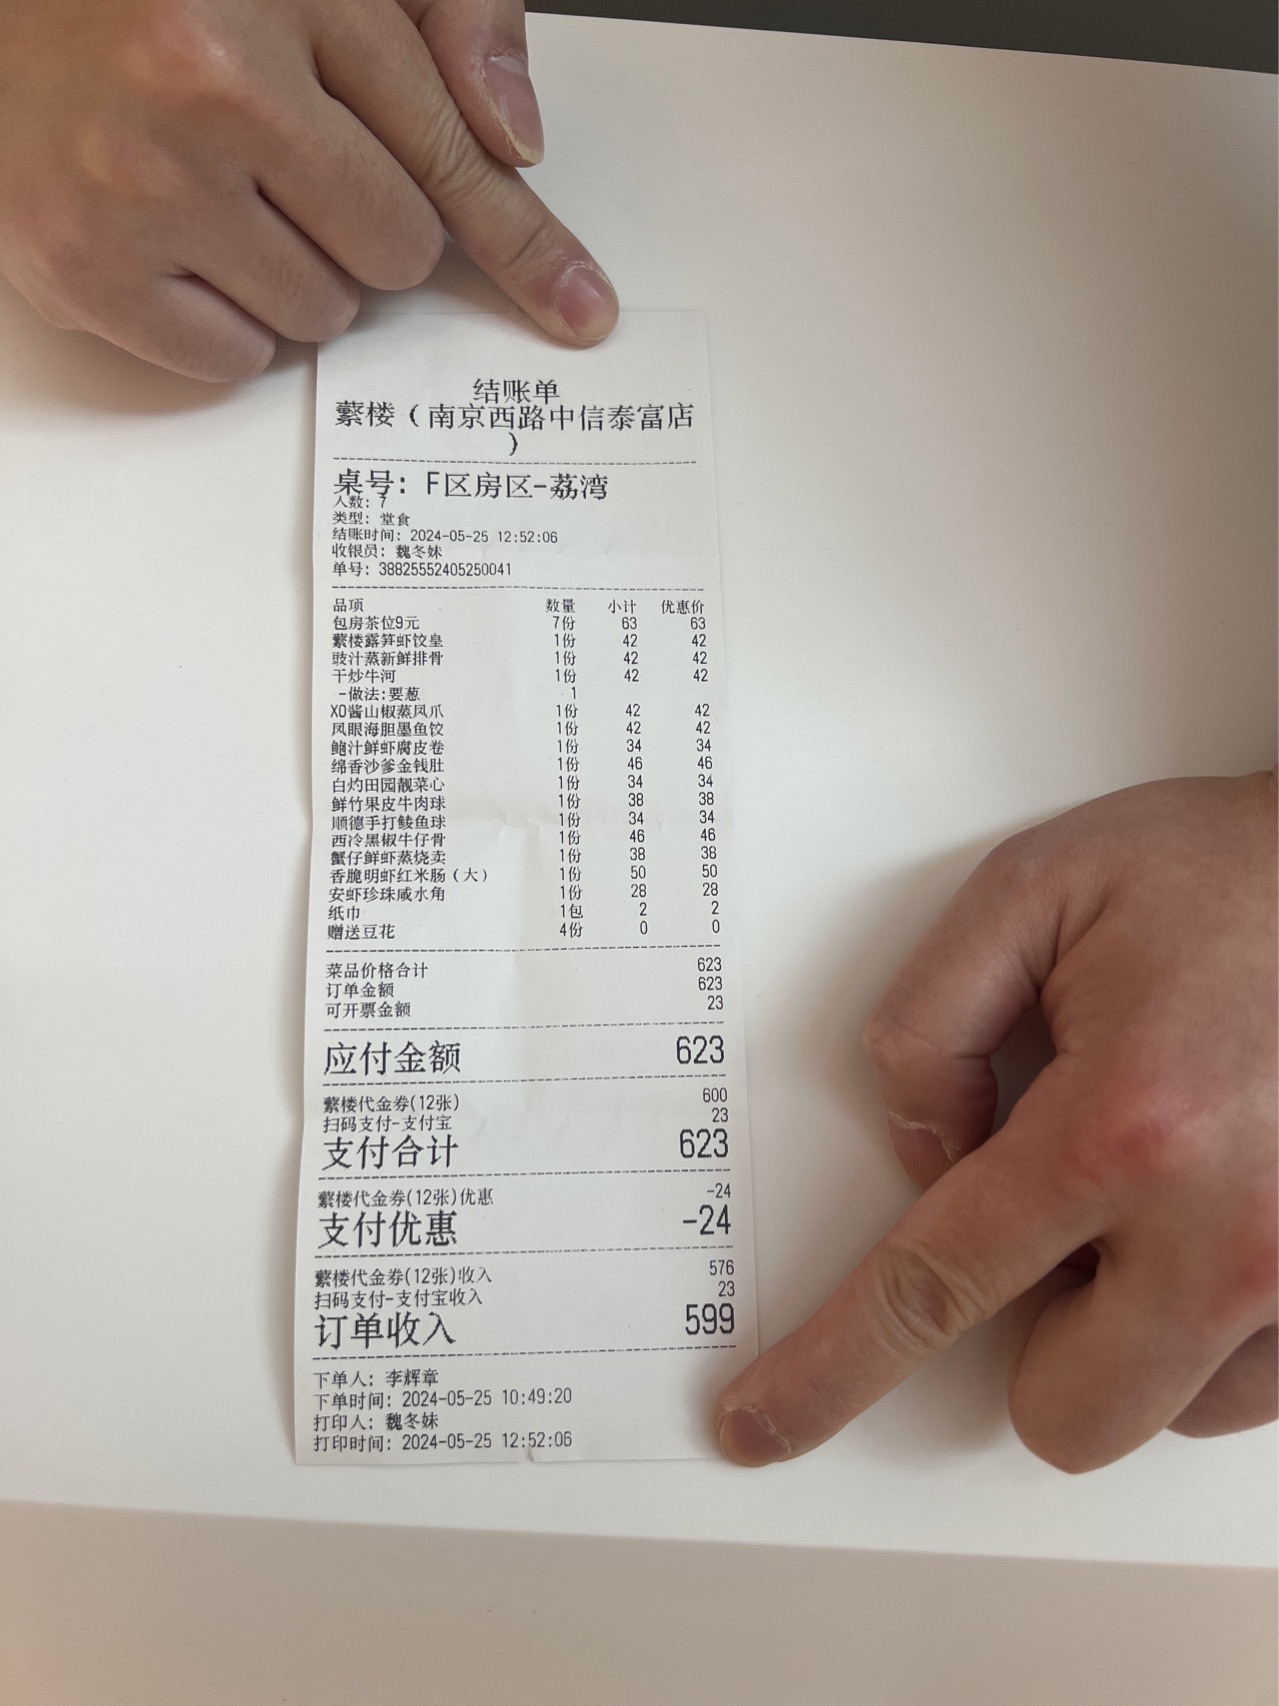 结账单
蘩楼（南京西路中信泰富店
）
桌号：F区房区-荔湾
人数：7
类型：堂食
结账时间：2024-05-25 12:52:06
收银员：魏冬妹
单号：38825552405250041
品项 数量 小计 优惠价
包房茶位9元 7份 63 63
蘩楼露笋虾饺皇 1份 42 42
豉汁蒸新鲜排骨 1份 42 42
干炒牛河 1份 42 42
-做法:要葱 1
XO酱山椒蒸凤爪 1份 42 42
凤眼海胆墨鱼饺 1份 42 42
鲍汁鲜虾腐皮卷 1份 34 34
绵香沙爹金钱肚 1份 46 46
白灼田园靓菜心 1份 34 34
鲜竹果皮牛肉球 1份 38 38
顺德手打鲮鱼球 1份 34 34
西冷黑椒牛仔骨 1份 46 46
蟹仔鲜虾蒸烧卖 1份 38 38
香脆明虾红米肠（大） 1份 50 50
安虾珍珠咸水角 1份 28 28
纸巾 1包 2 2
赠送豆花 4份 0 0
菜品价格合计 623
订单金额 623
可开票金额 23
应付金额 623
蘩楼代金券(12张) 600
扫码支付-支付宝 23
支付合计 623
蘩楼代金券(12张)优惠 -24
支付优惠 -24
蘩楼代金券(12张)收入 576
扫码支付-支付宝收入 23
订单收入 599
下单人：李辉章
下单时间：2024-05-25 10:49:20
打印人：魏冬妹
打印时间：2024-05-25 12:52:06